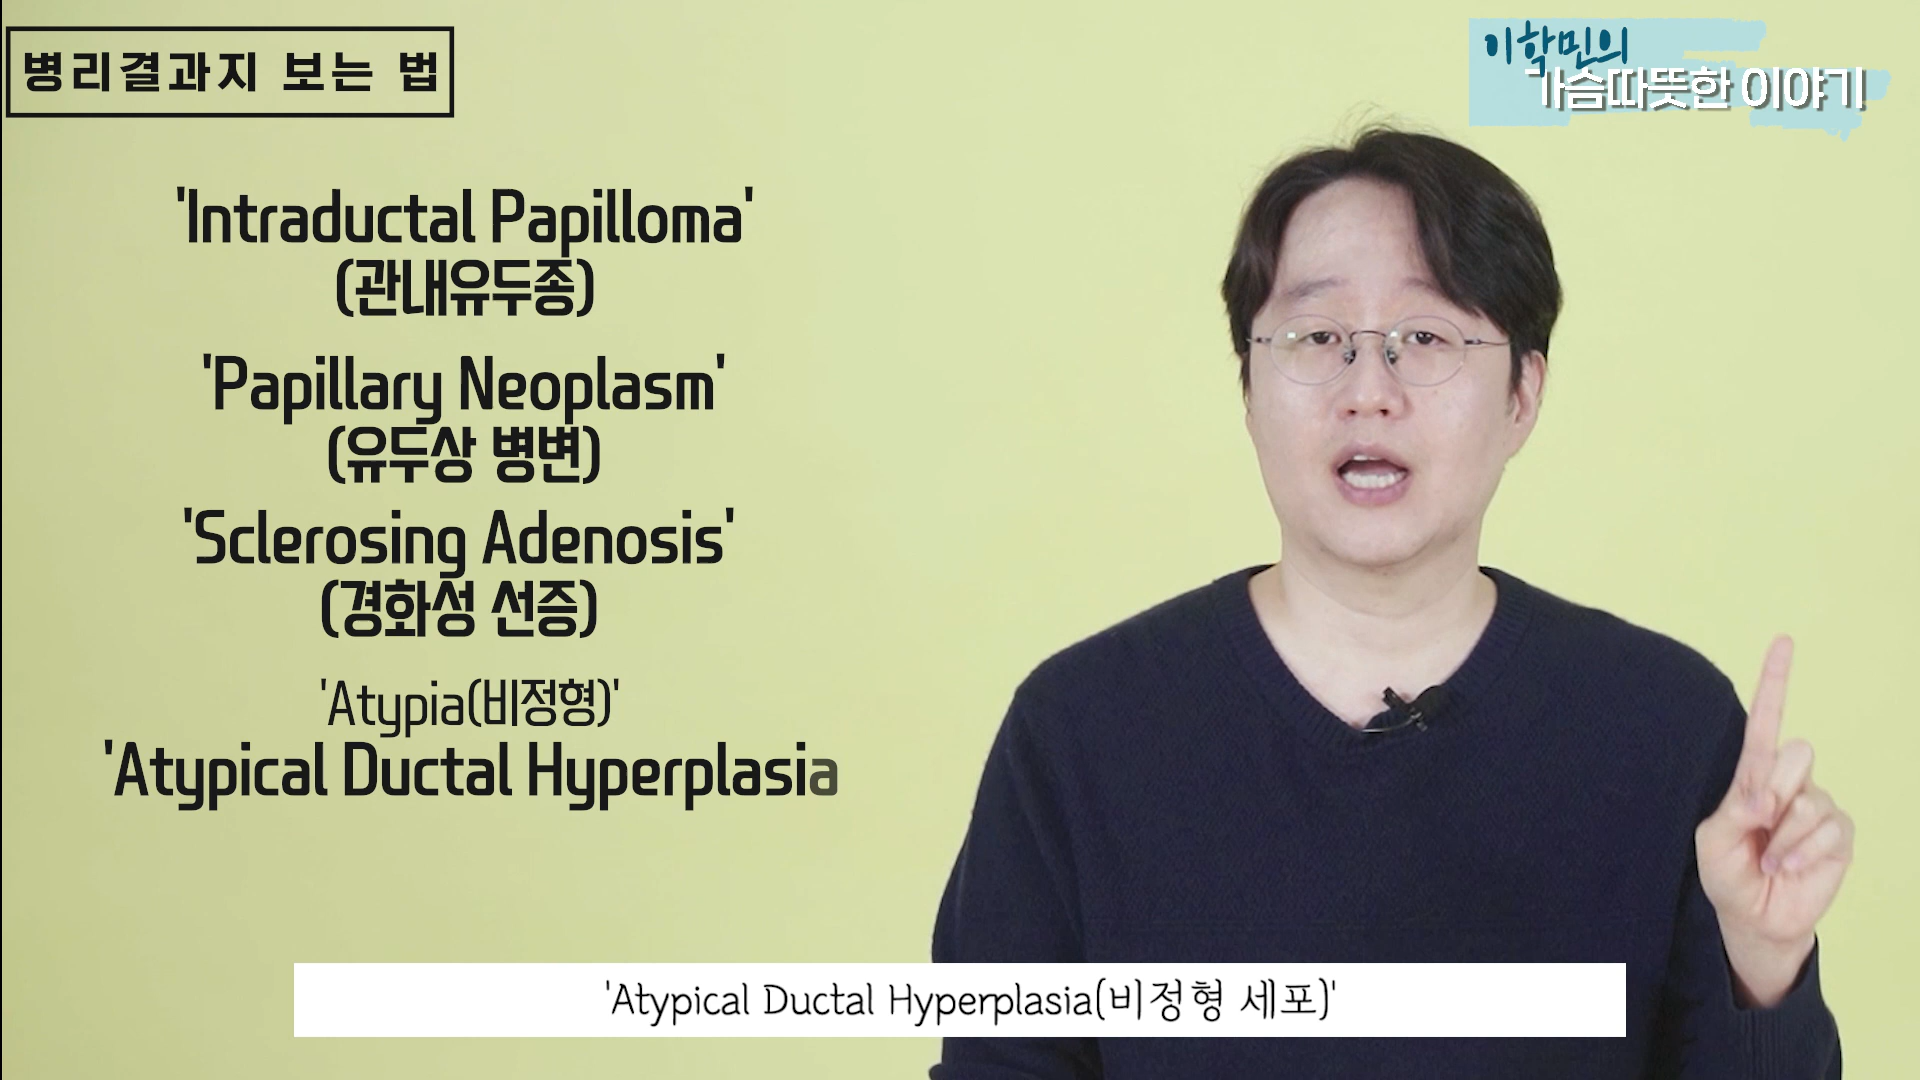 병리결과지 보는 법
이학민의
가슴따뜻한 이야기
'Intraductal Papilloma'
(관내유두종)
'Papillary Neoplasm'
(유두상 병변)
'Sclerosing Adenosis'
(경화성 선증)
'Atypia(비정형)'
'Atypical Ductal Hyperplasia
'Atypical Ductal Hyperplasia(비정형 세포)'